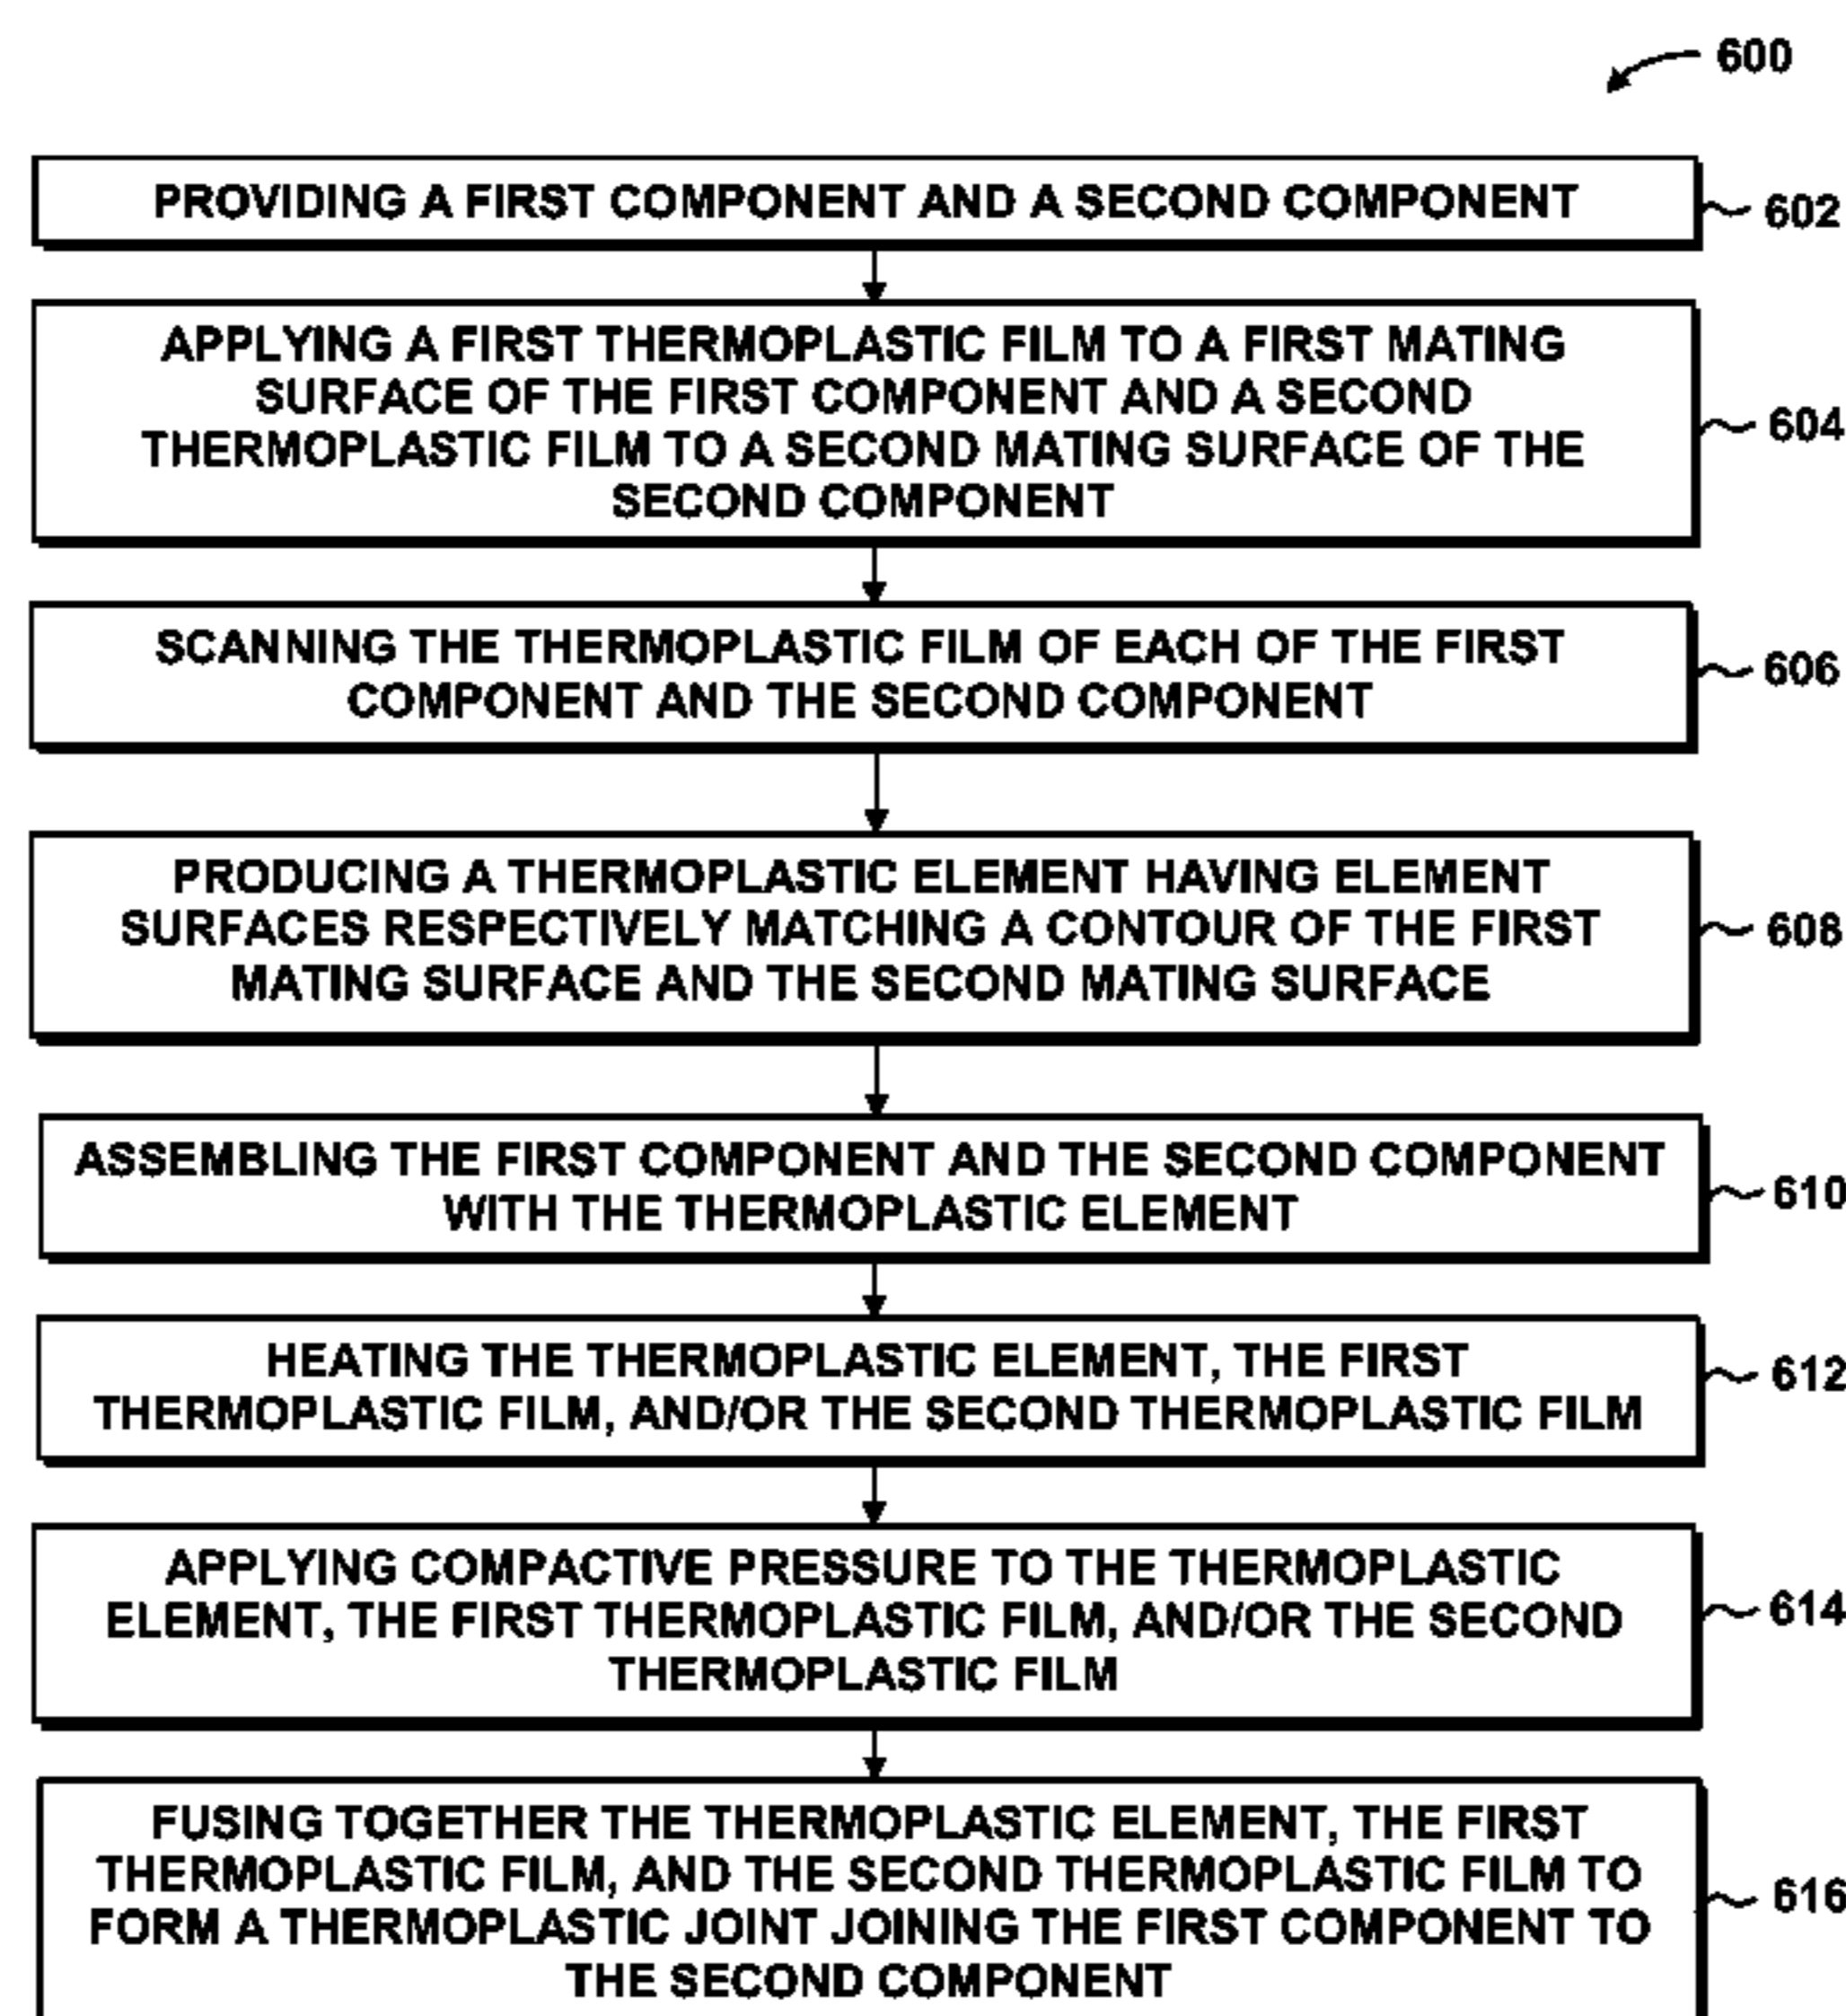 600
PROVIDING A FIRST COMPONENT AND A SECOND COMPONENT
602
APPLYING A FIRST THERMOPLASTIC FILM TO A FIRST MATING
SURFACE OF THE FIRST COMPONENT AND A SECOND
THERMOPLASTIC FILM TO A SECOND MATING SURFACE OF THE
SECOND COMPONENT
604
SCANNING THE THERMOPLASTIC FILM OF EACH OF THE FIRST
COMPONENT AND THE SECOND COMPONENT
606
PRODUCING A THERMOPLASTIC ELEMENT HAVING ELEMENT
SURFACES RESPECTIVELY MATCHING A CONTOUR OF THE FIRST
MATING SURFACE AND THE SECOND MATING SURFACE
608
ASSEMBLING THE FIRST COMPONENT AND THE SECOND COMPONENT
WITH THE THERMOPLASTIC ELEMENT
610
HEATING THE THERMOPLASTIC ELEMENT, THE FIRST
THERMOPLASTIC FILM, AND/OR THE SECOND THERMOPLASTIC FILM
612
APPLYING COMPACTIVE PRESSURE TO THE THERMOPLASTIC
ELEMENT, THE FIRST THERMOPLASTIC FILM, AND/OR THE SECOND
THERMOPLASTIC FILM
614
FUSING TOGETHER THE THERMOPLASTIC ELEMENT, THE FIRST
THERMOPLASTIC FILM, AND THE SECOND THERMOPLASTIC FILM TO
FORM A THERMOPLASTIC JOINT JOINING THE FIRST COMPONENT TO
THE SECOND COMPONENT
616